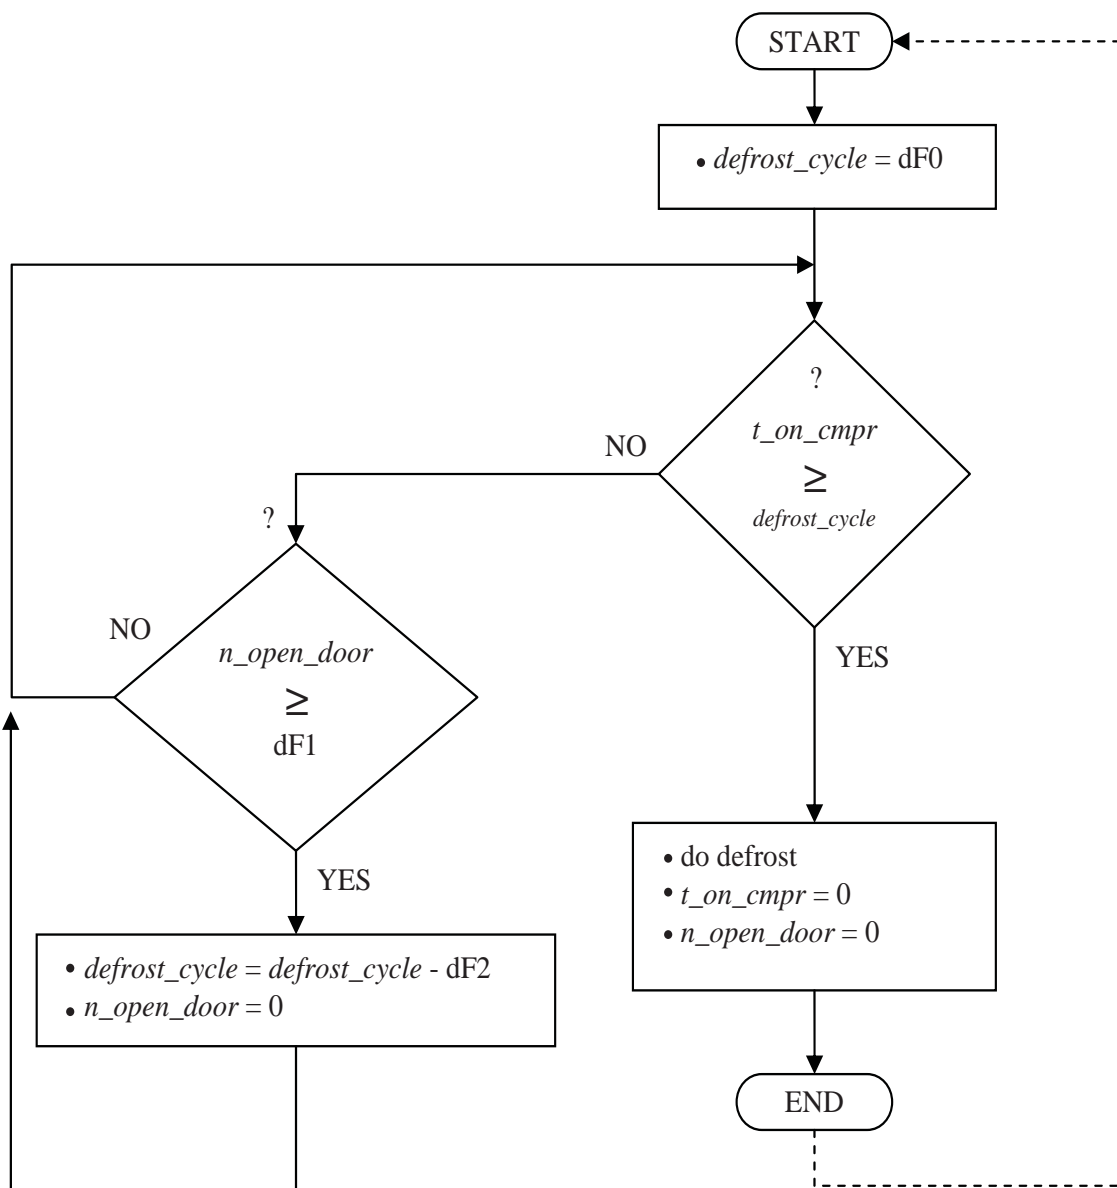 START
• defrost_cycle = dF0
?
t_on_cmpr
≥
defrost_cycle
NO
YES
?
n_open_door
≥
dF1
NO
YES
• defrost_cycle = defrost_cycle - dF2
• n_open_door = 0
• do defrost
• t_on_cmpr = 0
• n_open_door = 0
END